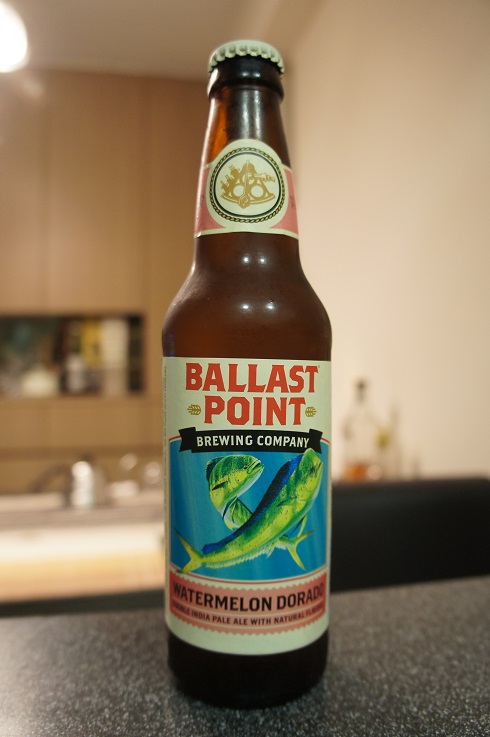 BALLAST
POINT
BREWING COMPANY
WATERMELON DORADO
DOUBLE INDIA PALE ALE WITH NATURAL FLAVORS